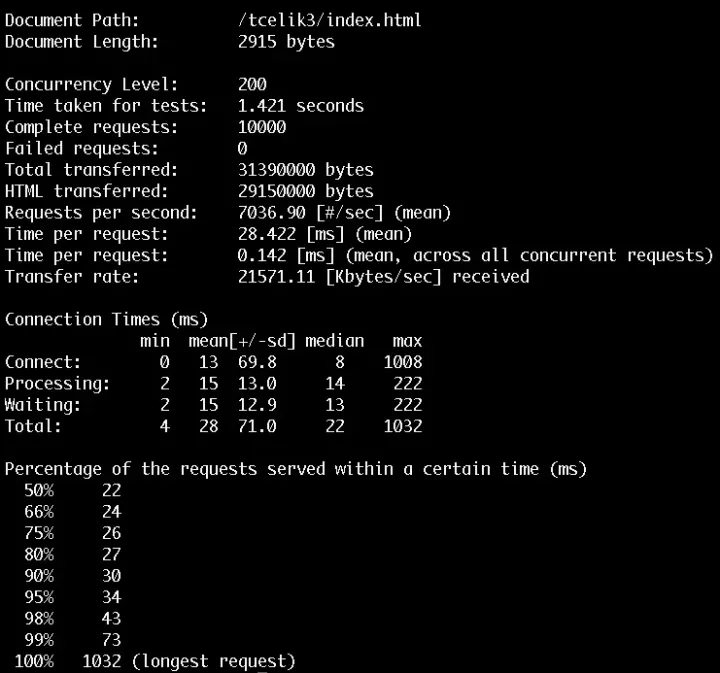 Document Path:          /tcelik3/index.html
Document Length:        2915 bytes

Concurrency Level:      200
Time taken for tests:   1.421 seconds
Complete requests:      10000
Failed requests:        0
Total transferred:      31390000 bytes
HTML transferred:       29150000 bytes
Requests per second:    7036.90 [#/sec] (mean)
Time per request:       28.422 [ms] (mean)
Time per request:       0.142 [ms] (mean, across all concurrent requests)
Transfer rate:          21571.11 [Kbytes/sec] received

Connection Times (ms)
              min  mean[+/-sd] median   max
Connect:        0   13  69.8      8    1008
Processing:     2   15  13.0     14     222
Waiting:        2   15  12.9     13     222
Total:          4   28  71.0     22    1032

Percentage of the requests served within a certain time (ms)
  50%     22
  66%     24
  75%     26
  80%     27
  90%     30
  95%     34
  98%     43
  99%     73
 100%   1032 (longest request)